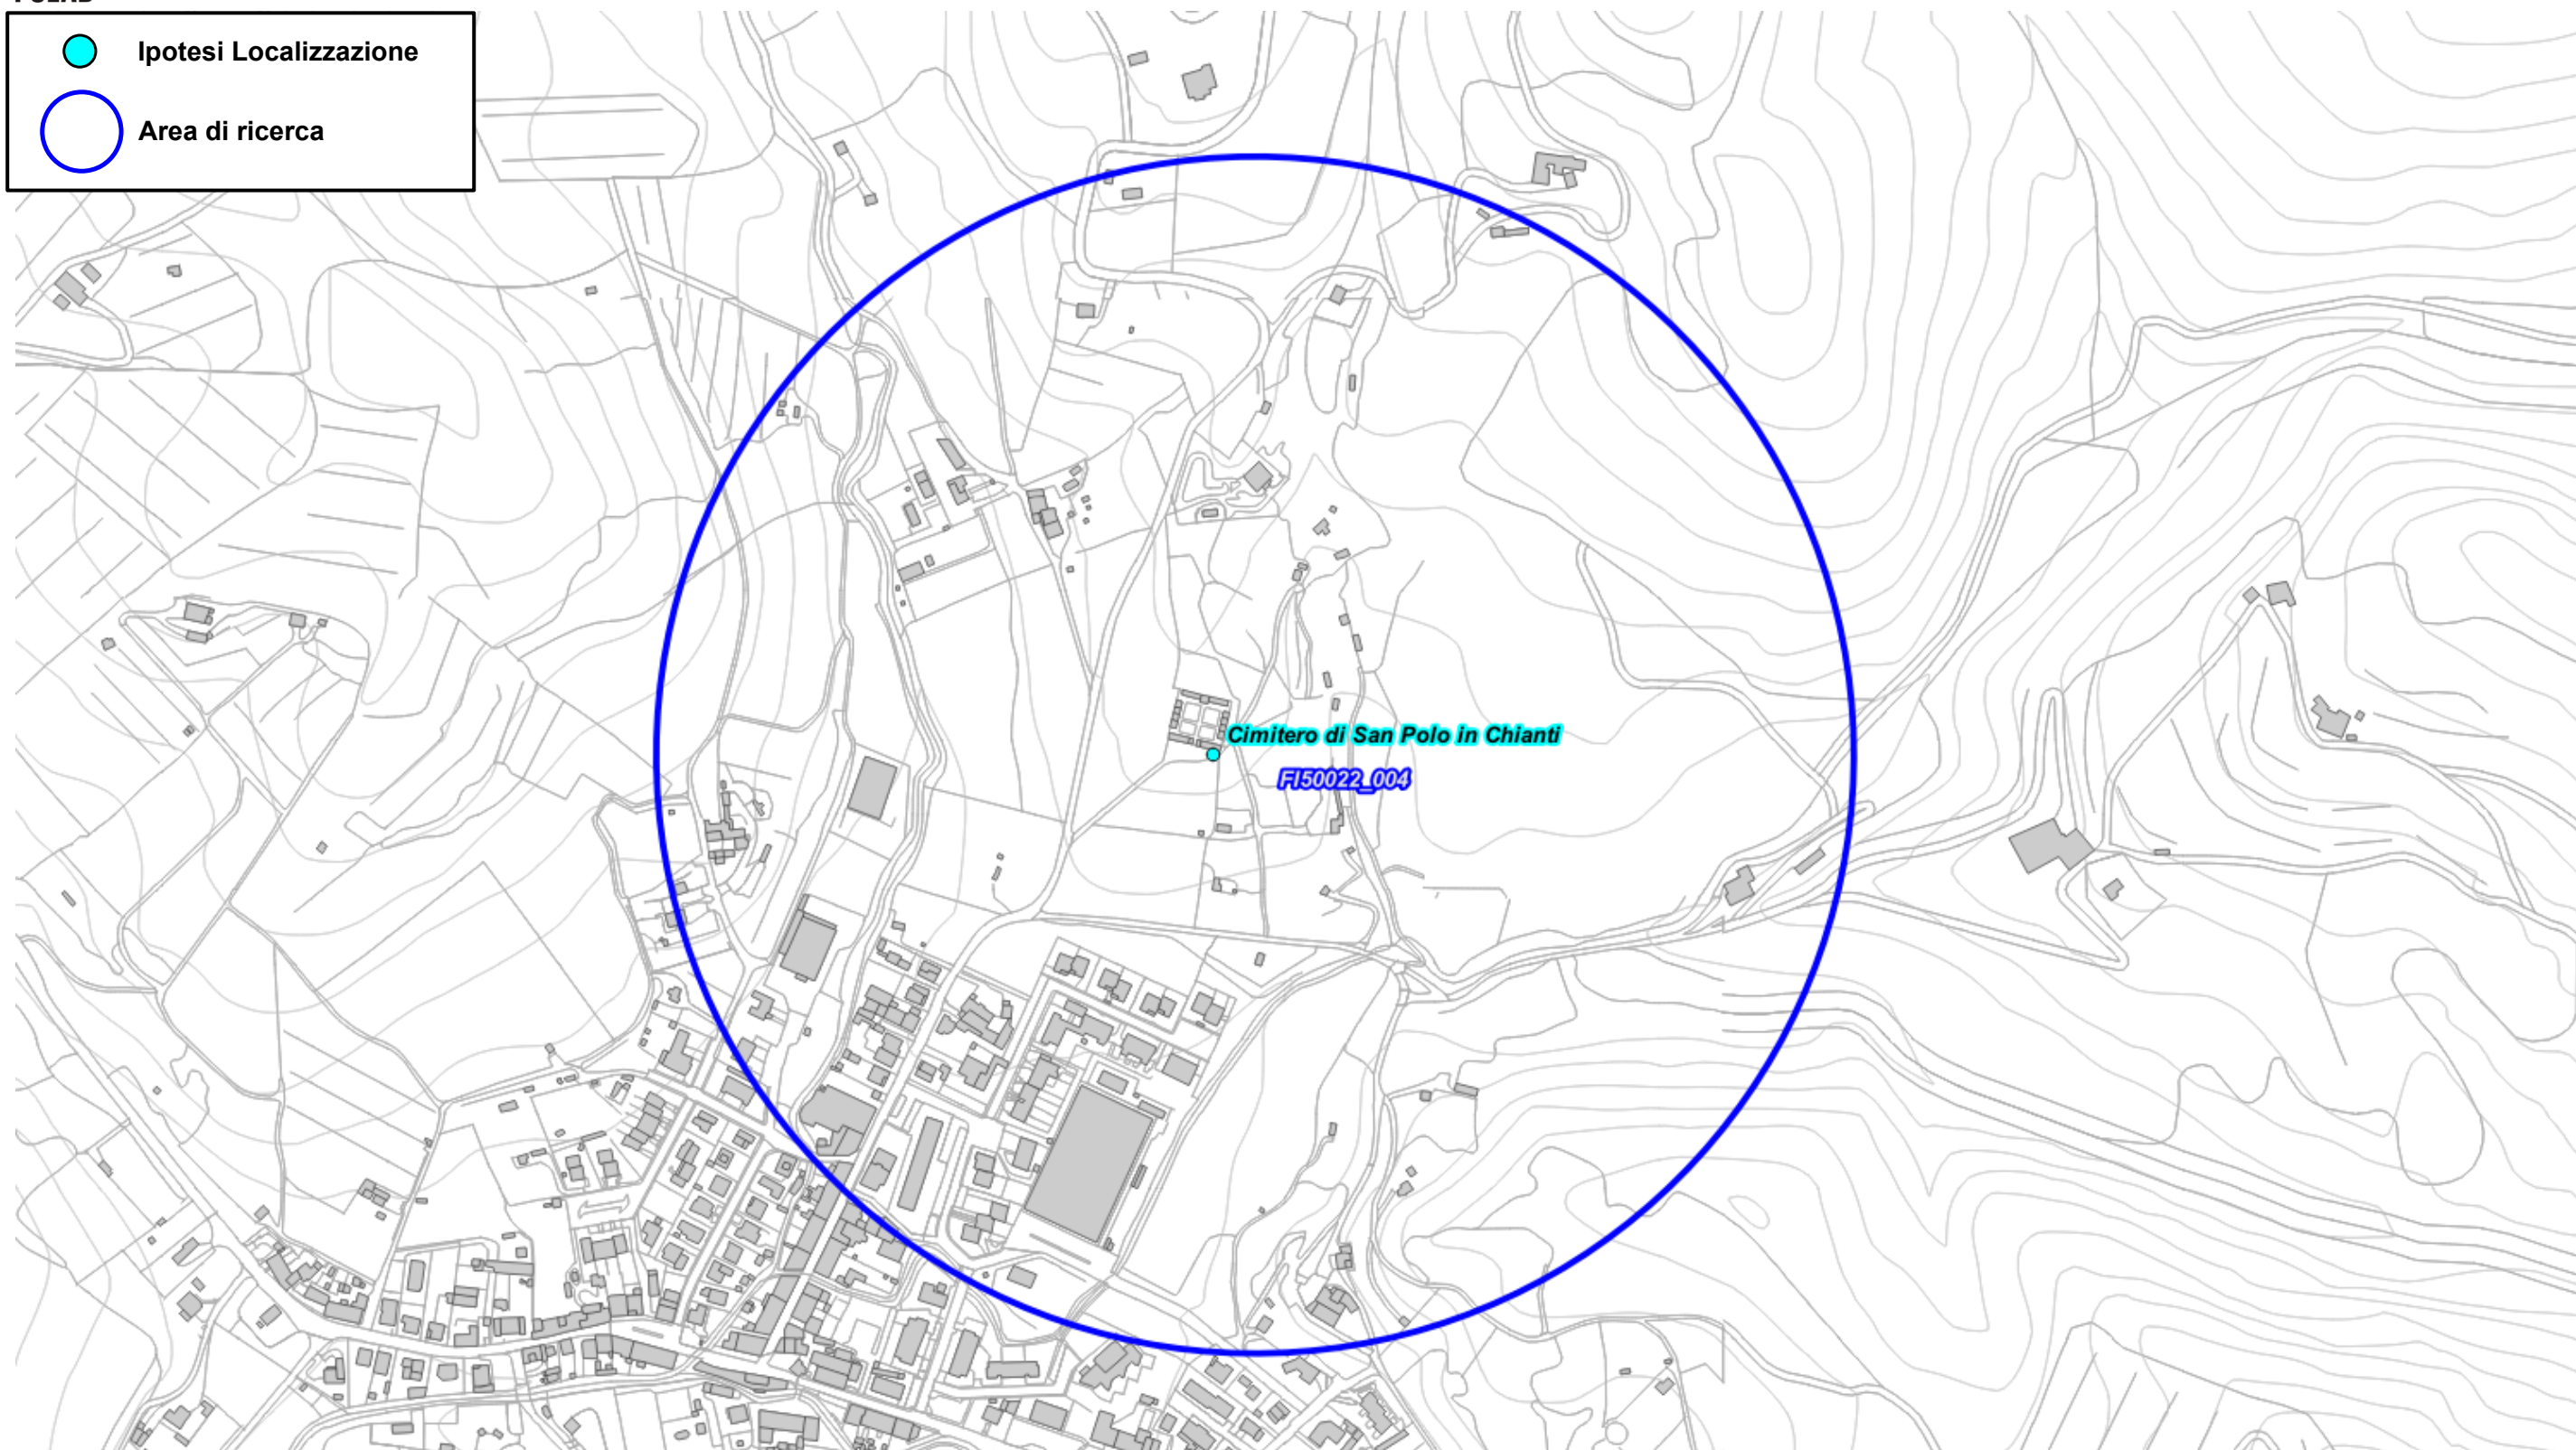 Ipotesi Localizzazione
Area di ricerca
Cimitero di San Polo in Chianti
FI50022_004